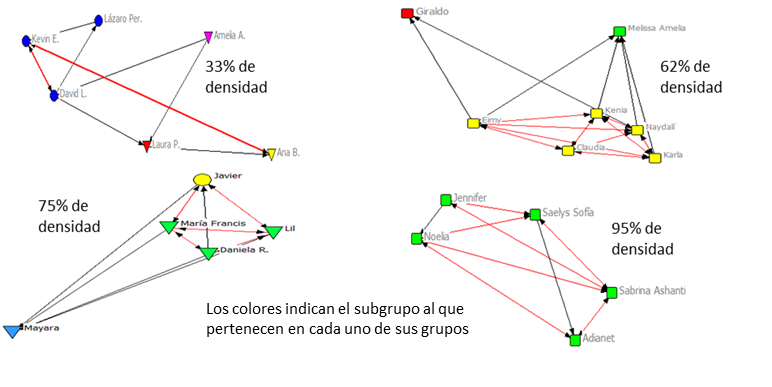 Lázaro Per.
Kevin E.
Amelia A.
33% de
densidad
David L.
Laura P.
Ana B.
Giraldo
Melissa Amelia
62% de
densidad
Kenia
Eimy
Naydalí
Claudia
Karla
Javier
75% de
densidad
María Francis
Lil
Daniela R.
Mayara
Jennifer
Saelys Sofía
95% de
densidad
Noelia
Sabrina Ashanti
Adianet
Los colores indican el subgrupo al que
pertenecen en cada uno de sus grupos